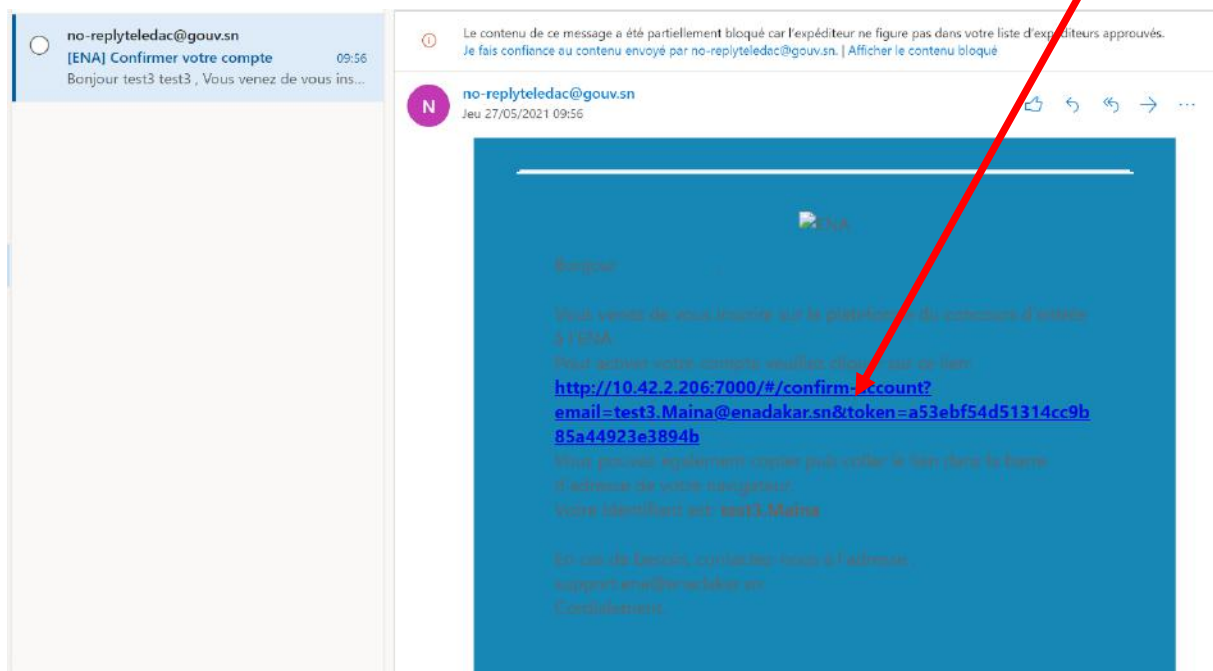 no-replyteledac@gouv.sn
[ENA] Confirmer votre compte 09:56
Bonjour test3 test3 , Vous venez de vous ins...
Le contenu de ce message a été partiellement bloqué car l'expéditeur ne figure pas dans votre liste d'expéditeurs approuvés.
Je fais confiance au contenu envoyé par no-replyteledac@gouv.sn. | Afficher le contenu bloqué
N
no-replyteledac@gouv.sn
Jeu 27/05/2021 09:56
ENA
Bonjour
Vous venez de vous inscrire sur la plateforme du concours d'entrée
à l'ENA
Pour activer votre compte veuillez cliquer sur ce lien
http://10.42.2.206:7000/#/confirm-account?
email=test3.Maina@enadakar.sn&token=a53ebf54d51314cc9b
85a44923e3894b
Vous pouvez également copier puis coller le lien dans la barre
d'adresse de votre navigateur
Votre identifiant est test3.Maina
En cas de besoin, contactez nous à l'adresse
Cordialement